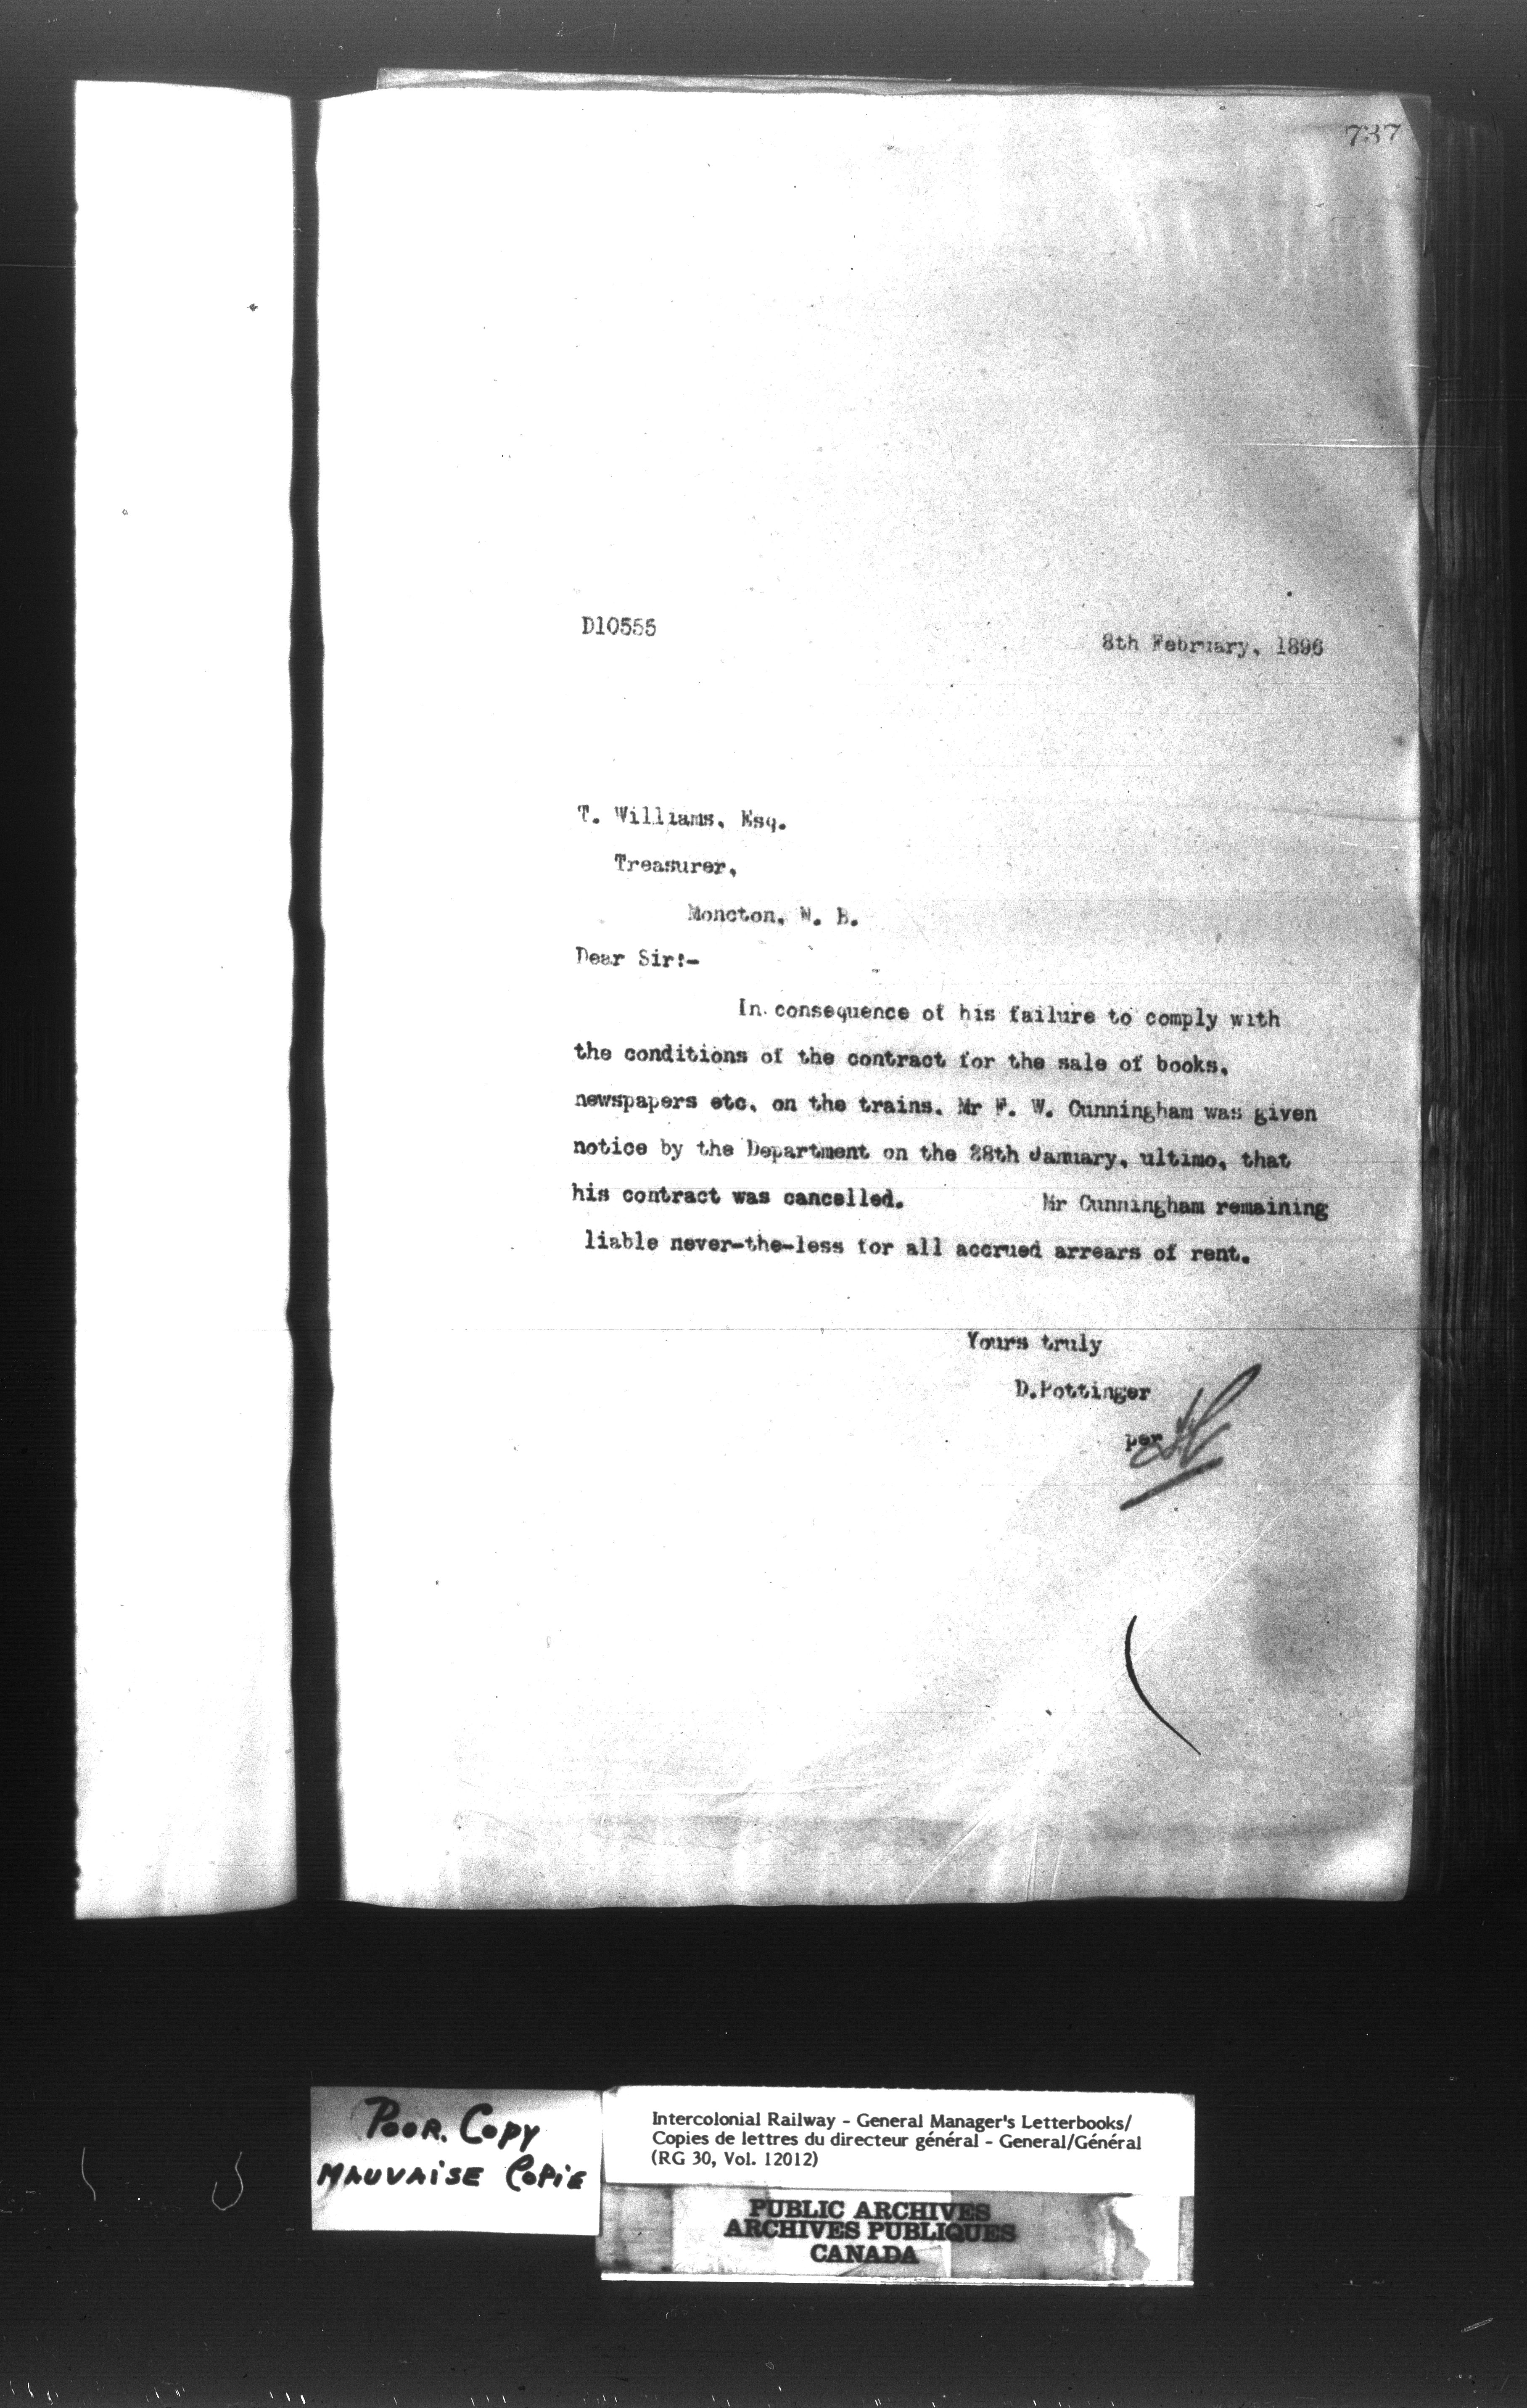 737
D10555
8th February, 1896
T. Williams, Esq.
Treasurer,
Moncton, N. B.
Dear Sir:-
In consequence of his failure to comply with
the conditions of the contract for the sale of books,
newspapers etc, on the trains, Mr F. W. Cunningham was given
notice by the Department on the 28th January, ultimo, that
his contract was cancelled. Mr Cunningham remaining
liable never-the-less for all accrued arrears of rent.
Yours truly
D.Pottinger
per
POOR. COPY
MAUVAISE COPIE
Intercolonial Railway - General Manager's Letterbooks/
Copies de lettres du directeur général - General/Général
(RG 30, Vol. 12012)
PUBLIC ARCHIVES
ARCHIVES PUBLIQUES
CANADA